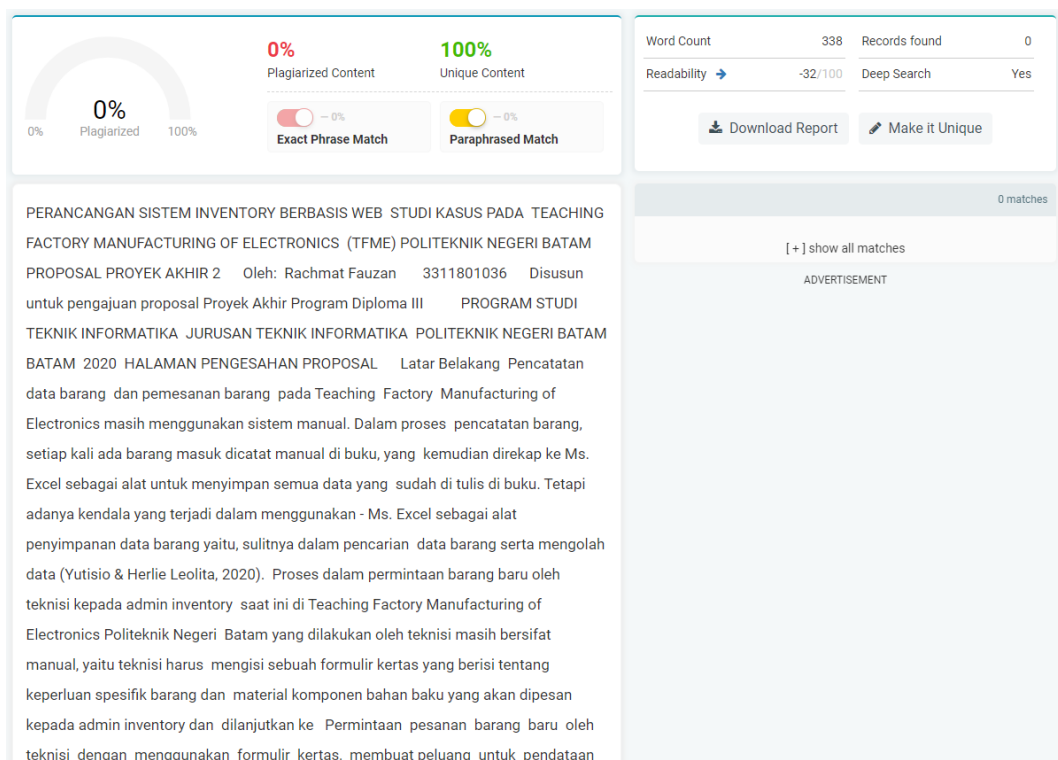 0%
Plagiarized
0%
100%
0%
Plagiarized Content
100%
Unique Content
– 0%
Exact Phrase Match
– 0%
Paraphrased Match
Word Count 338 Records found 0
Readability → -32/100 Deep Search Yes
Download Report Make it Unique
0 matches
[ + ] show all matches
ADVERTISEMENT
PERANCANGAN SISTEM INVENTORY BERBASIS WEB STUDI KASUS PADA TEACHING
FACTORY MANUFACTURING OF ELECTRONICS (TFME) POLITEKNIK NEGERI BATAM
PROPOSAL PROYEK AKHIR 2 Oleh: Rachmat Fauzan 3311801036 Disusun
untuk pengajuan proposal Proyek Akhir Program Diploma III PROGRAM STUDI
TEKNIK INFORMATIKA JURUSAN TEKNIK INFORMATIKA POLITEKNIK NEGERI BATAM
BATAM 2020 HALAMAN PENGESAHAN PROPOSAL Latar Belakang Pencatatan
data barang dan pemesanan barang pada Teaching Factory Manufacturing of
Electronics masih menggunakan sistem manual. Dalam proses pencatatan barang,
setiap kali ada barang masuk dicatat manual di buku, yang kemudian direkap ke Ms.
Excel sebagai alat untuk menyimpan semua data yang sudah di tulis di buku. Tetapi
adanya kendala yang terjadi dalam menggunakan - Ms. Excel sebagai alat
penyimpanan data barang yaitu, sulitnya dalam pencarian data barang serta mengolah
data (Yutisio & Herlie Leolita, 2020). Proses dalam permintaan barang baru oleh
teknisi kepada admin inventory saat ini di Teaching Factory Manufacturing of
Electronics Politeknik Negeri Batam yang dilakukan oleh teknisi masih bersifat
manual, yaitu teknisi harus mengisi sebuah formulir kertas yang berisi tentang
keperluan spesifik barang dan material komponen bahan baku yang akan dipesan
kepada admin inventory dan dilanjutkan ke Permintaan pesanan barang baru oleh
teknisi dengan menggunakan formulir kertas, membuat peluang untuk pendataan